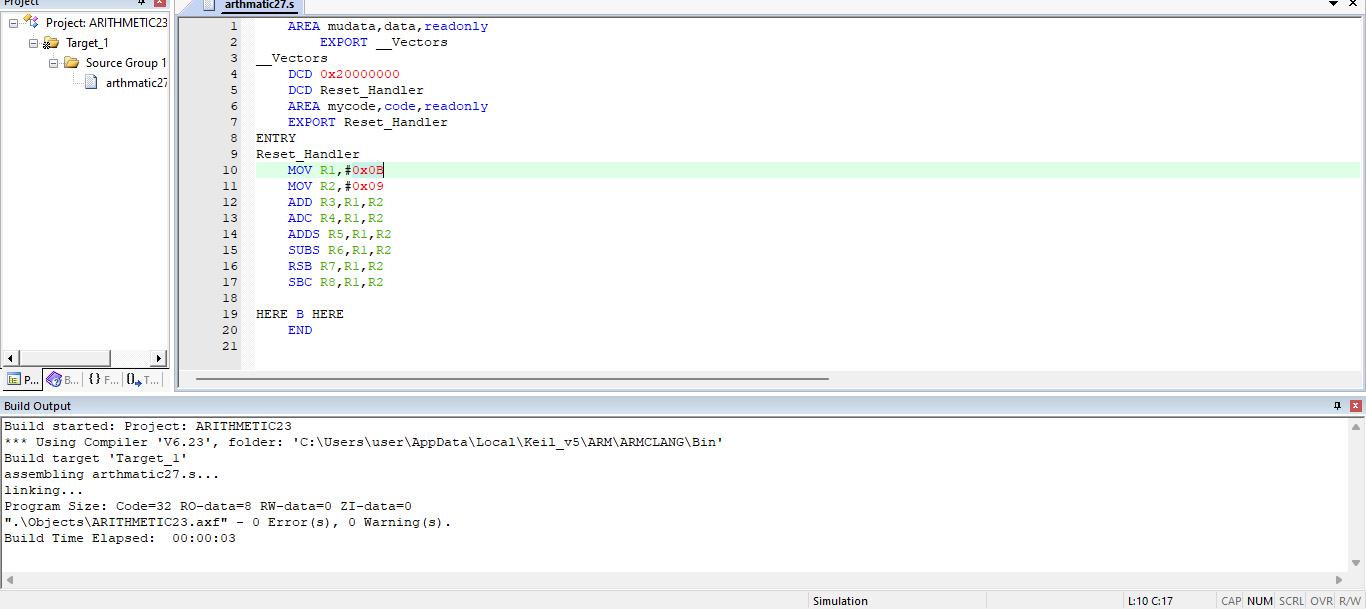 Project
Project: ARITHMETIC23
Target_1
Source Group 1
arthmatic27
P...
B...
{} F...
T...
arthmatic27.s
1 AREA mudata,data,readonly
2 EXPORT __Vectors
3 __Vectors
4 DCD 0x20000000
5 DCD Reset_Handler
6 AREA mycode,code,readonly
7 EXPORT Reset_Handler
8 ENTRY
9 Reset_Handler
10 MOV R1,#0x0B
11 MOV R2,#0x09
12 ADD R3,R1,R2
13 ADC R4,R1,R2
14 ADDS R5,R1,R2
15 SUBS R6,R1,R2
16 RSB R7,R1,R2
17 SBC R8,R1,R2
18
19 HERE B HERE
20 END
21
Build Output
Build started: Project: ARITHMETIC23
*** Using Compiler 'V6.23', folder: 'C:\Users\user\AppData\Local\Keil_v5\ARM\ARMCLANG\Bin'
Build target 'Target_1'
assembling arthmatic27.s...
linking...
Program Size: Code=32 RO-data=8 RW-data=0 ZI-data=0
".\Objects\ARITHMETIC23.axf" - 0 Error(s), 0 Warning(s).
Build Time Elapsed:  00:00:03
Simulation
L:10 C:17
CAP NUM SCRL OVR R/W